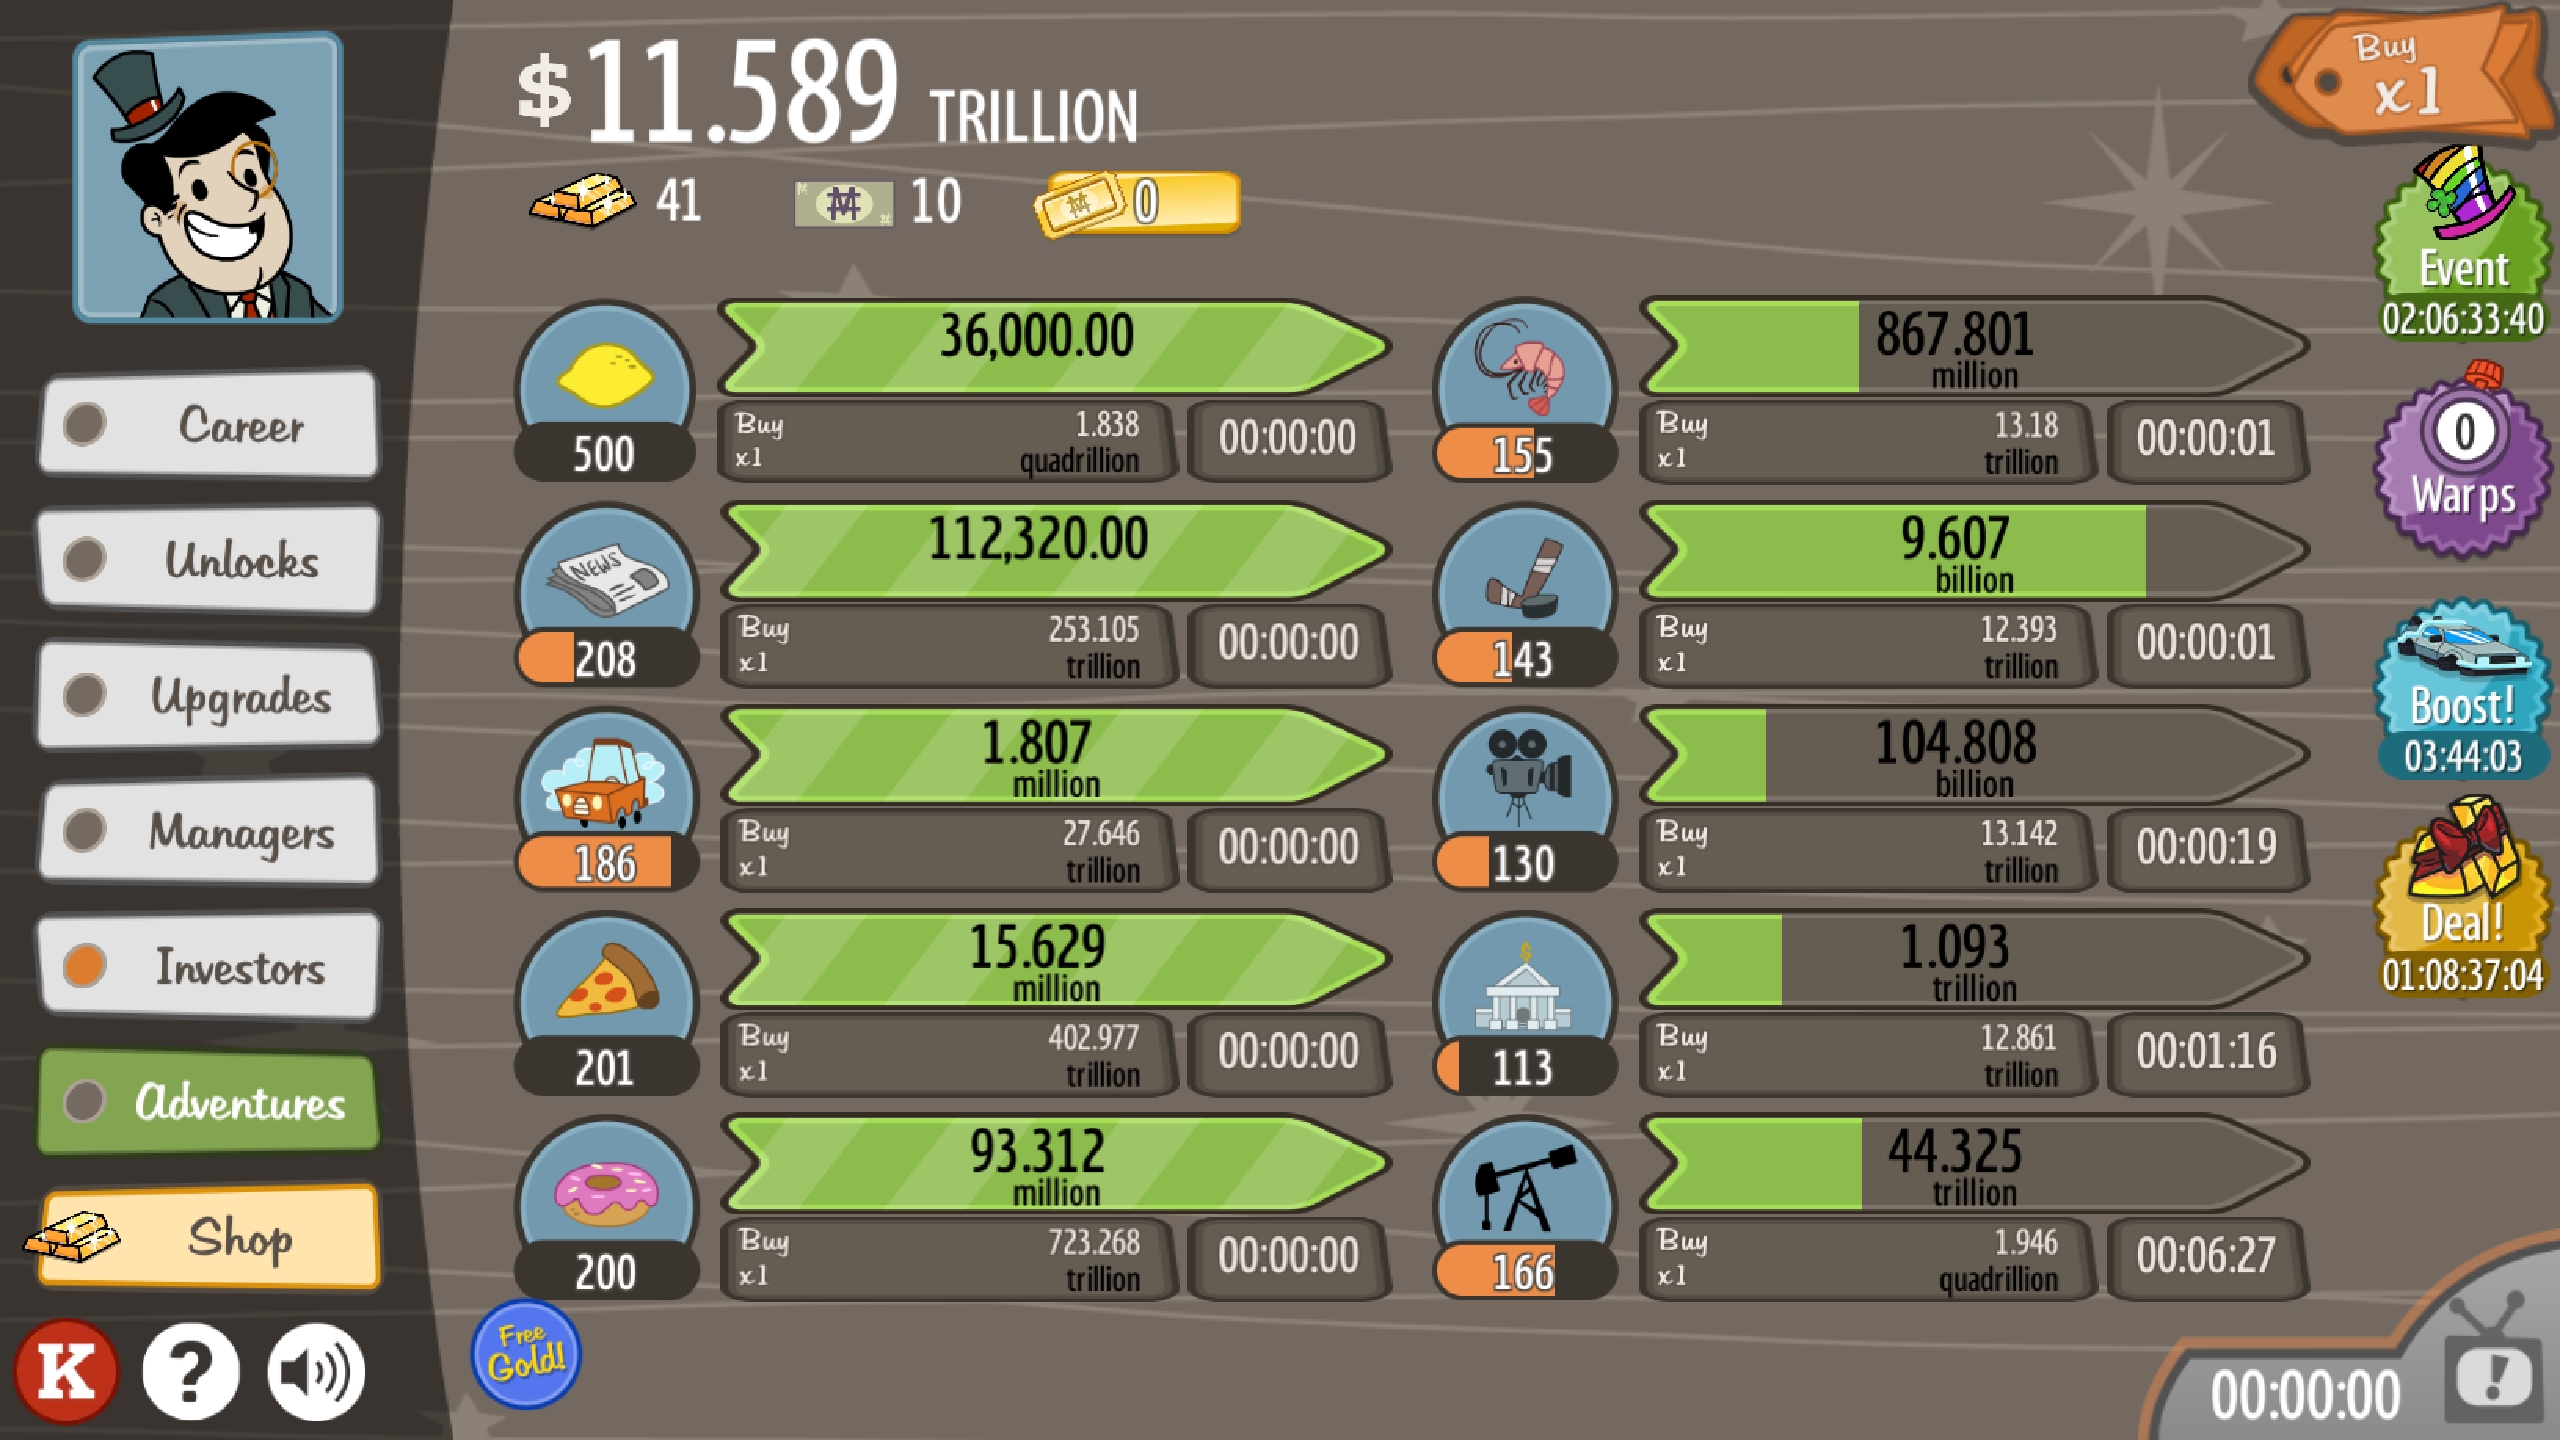 $11.589 TRILLION
Buy
x1
41
10
0
Event
02:06:33:40
0
Warps
Boost!
03:44:03
Deal!
01:08:37:04
Career
Unlocks
Upgrades
Managers
Investors
Adventures
Shop
K
?
36,000.00
500
Buy
x1
1.838
quadrillion
00:00:00
NEWS
112,320.00
208
Buy
x1
253.105
trillion
00:00:00
1.807
million
186
Buy
x1
27.646
trillion
00:00:00
15.629
million
201
Buy
x1
402.977
trillion
00:00:00
93.312
million
200
Buy
x1
723.268
trillion
00:00:00
867.801
million
155
Buy
x1
13.18
trillion
00:00:01
9.607
billion
143
Buy
x1
12.393
trillion
00:00:01
104.808
billion
130
Buy
x1
13.142
trillion
00:00:19
$
1.093
trillion
113
Buy
x1
12.861
trillion
00:01:16
44.325
trillion
166
Buy
x1
1.946
quadrillion
00:06:27
Free
Gold!
00:00:00
!